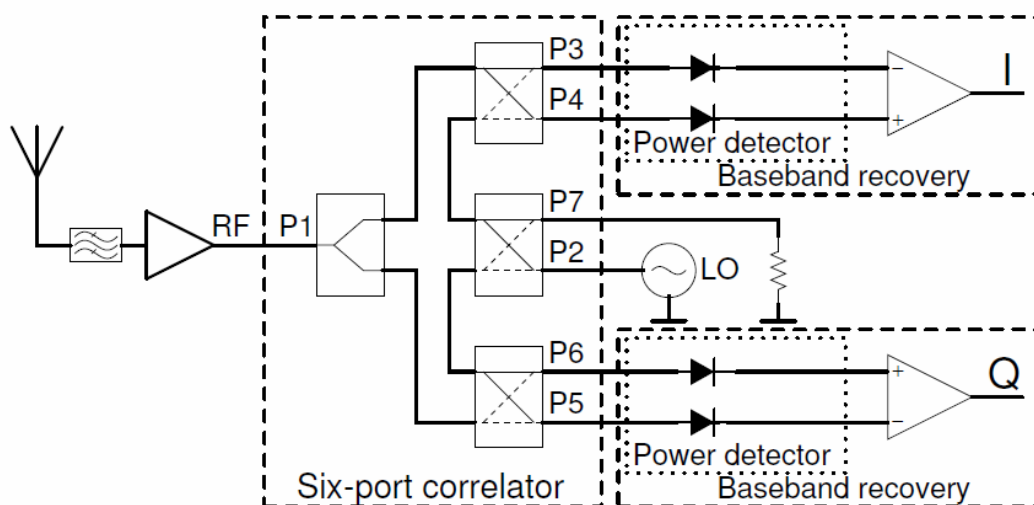 P3
I
P4
Power detector
Baseband recovery
RF
P1
P7
P2
LO
P6
Q
P5
Power detector
Six-port correlator
Baseband recovery
− 
+
+
−